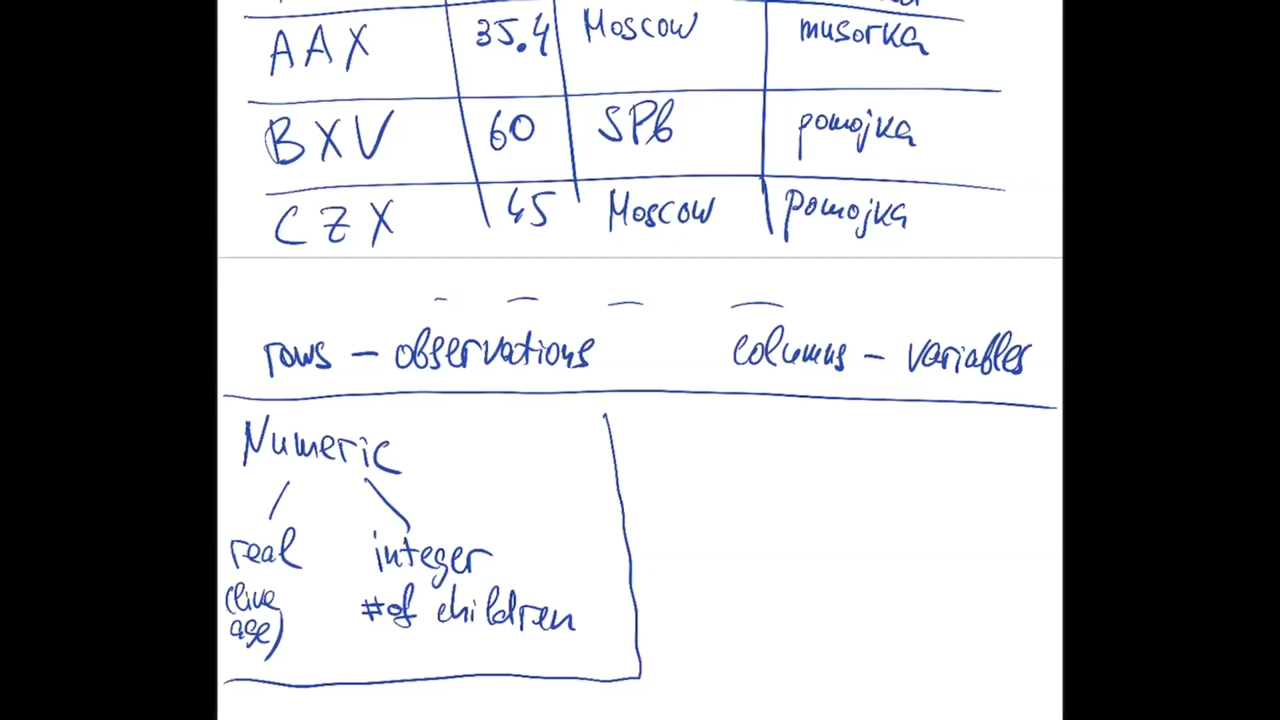 AAX 35.4 Moscow musorka
BXV 60 SPb pomojka
CZX 45 Moscow pomojka
rows - observations columns - variables
Numeric
real integer
(like # of children
age)